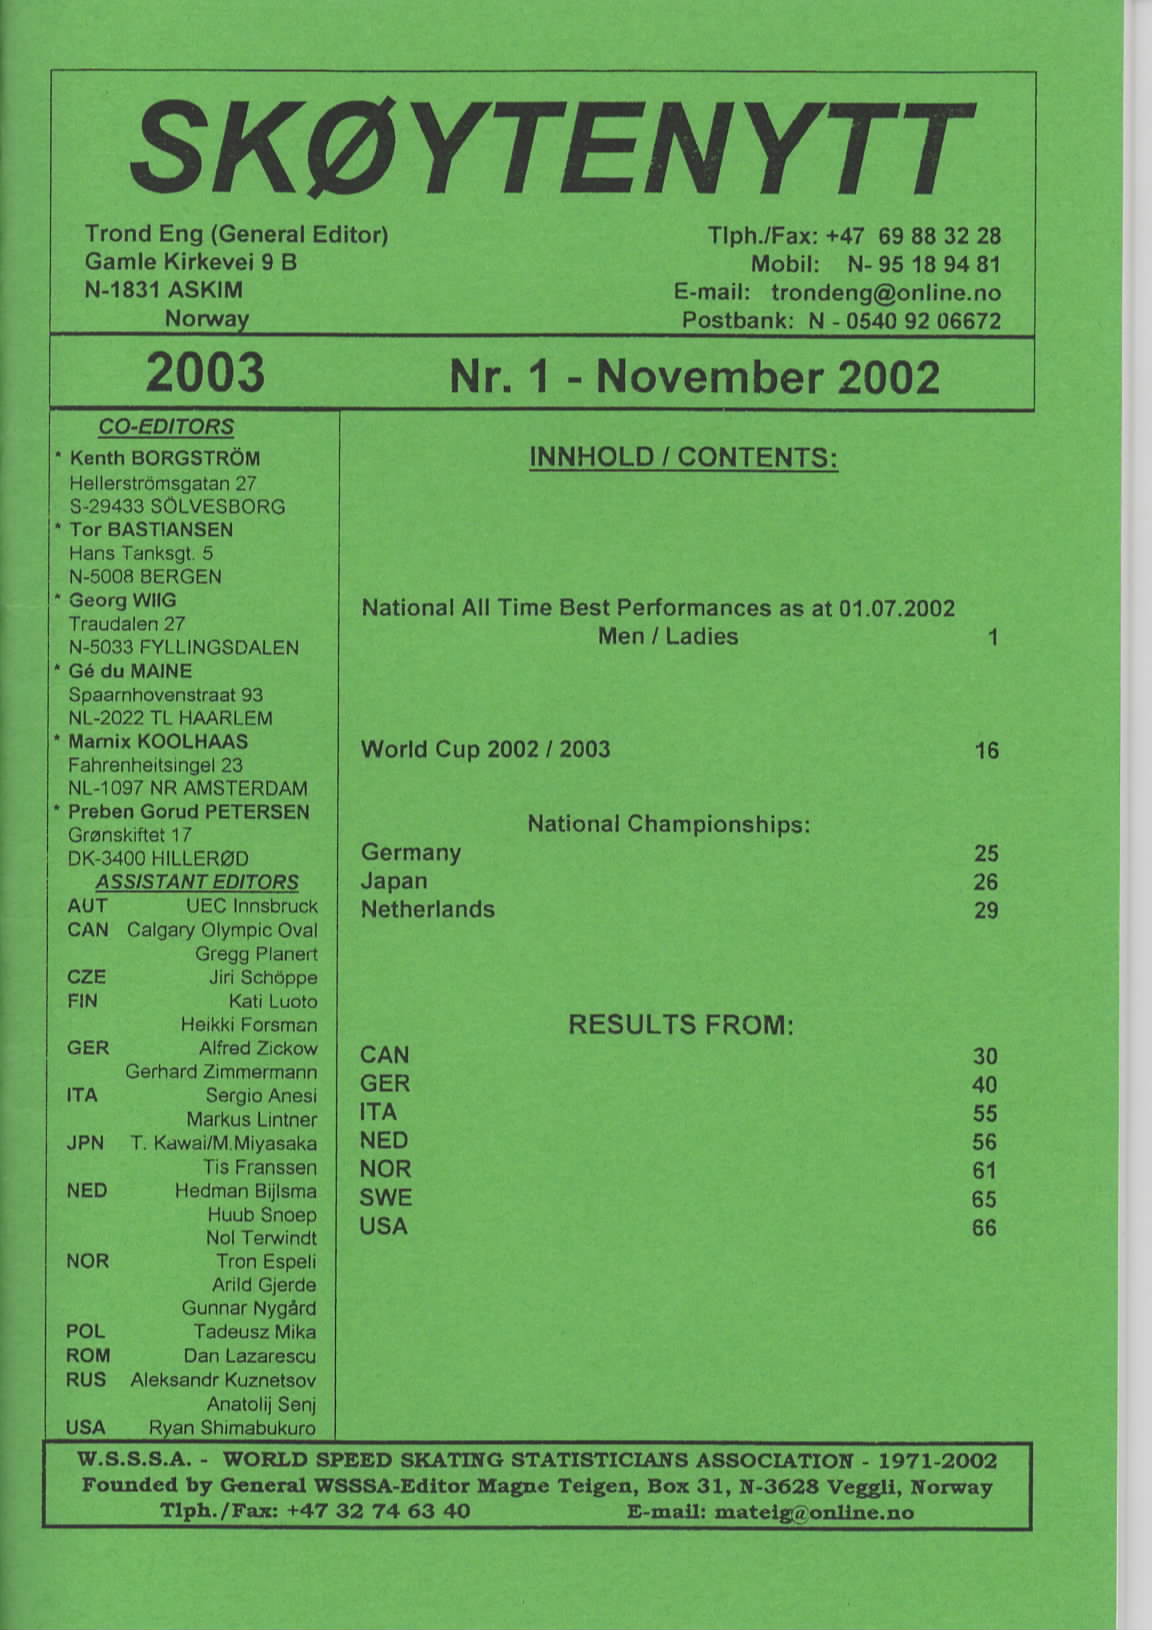 SKØYTENYTT
Trond Eng (General Editor)
Gamle Kirkevei 9 B
N-1831 ASKIM
Norway
Tlph./Fax: +47 69 88 32 28
Mobil: N- 95 18 94 81
E-mail: trondeng@online.no
Postbank: N - 0540 92 06672
2003 Nr. 1 - November 2002
CO-EDITORS
* Kenth BORGSTRÖM
Hellerströmsgatan 27
S-29433 SÖLVESBORG
* Tor BASTIANSEN
Hans Tanksgt. 5
N-5008 BERGEN
* Georg WIIG
Traudalen 27
N-5033 FYLLINGSDALEN
* Gé du MAINE
Spaarnhovenstraat 93
NL-2022 TL HAARLEM
* Marnix KOOLHAAS
Fahrenheitsingel 23
NL-1097 NR AMSTERDAM
* Preben Gorud PETERSEN
Grønskiftet 17
DK-3400 HILLERØD
ASSISTANT EDITORS
AUT UEC Innsbruck
CAN Calgary Olympic Oval
Gregg Planert
CZE Jiri Schöppe
FIN Kati Luoto
Heikki Forsman
GER Alfred Zickow
Gerhard Zimmermann
ITA Sergio Anesi
Markus Lintner
JPN T. Kawai/M.Miyasaka
Tis Franssen
NED Hedman Bijlsma
Huub Snoep
Nol Terwindt
NOR Tron Espeli
Arild Gjerde
Gunnar Nygård
POL Tadeusz Mika
ROM Dan Lazarescu
RUS Aleksandr Kuznetsov
Anatolij Senj
USA Ryan Shimabukuro
INNHOLD / CONTENTS:
National All Time Best Performances as at 01.07.2002
Men / Ladies 1
World Cup 2002 / 2003 16
National Championships:
Germany 25
Japan 26
Netherlands 29
RESULTS FROM:
CAN 30
GER 40
ITA 55
NED 56
NOR 61
SWE 65
USA 66
W.S.S.S.A. - WORLD SPEED SKATING STATISTICIANS ASSOCIATION - 1971-2002
Founded by General WSSSA-Editor Magne Teigen, Box 31, N-3628 Veggli, Norway
Tlph./Fax: +47 32 74 63 40 E-mail: mateig@online.no